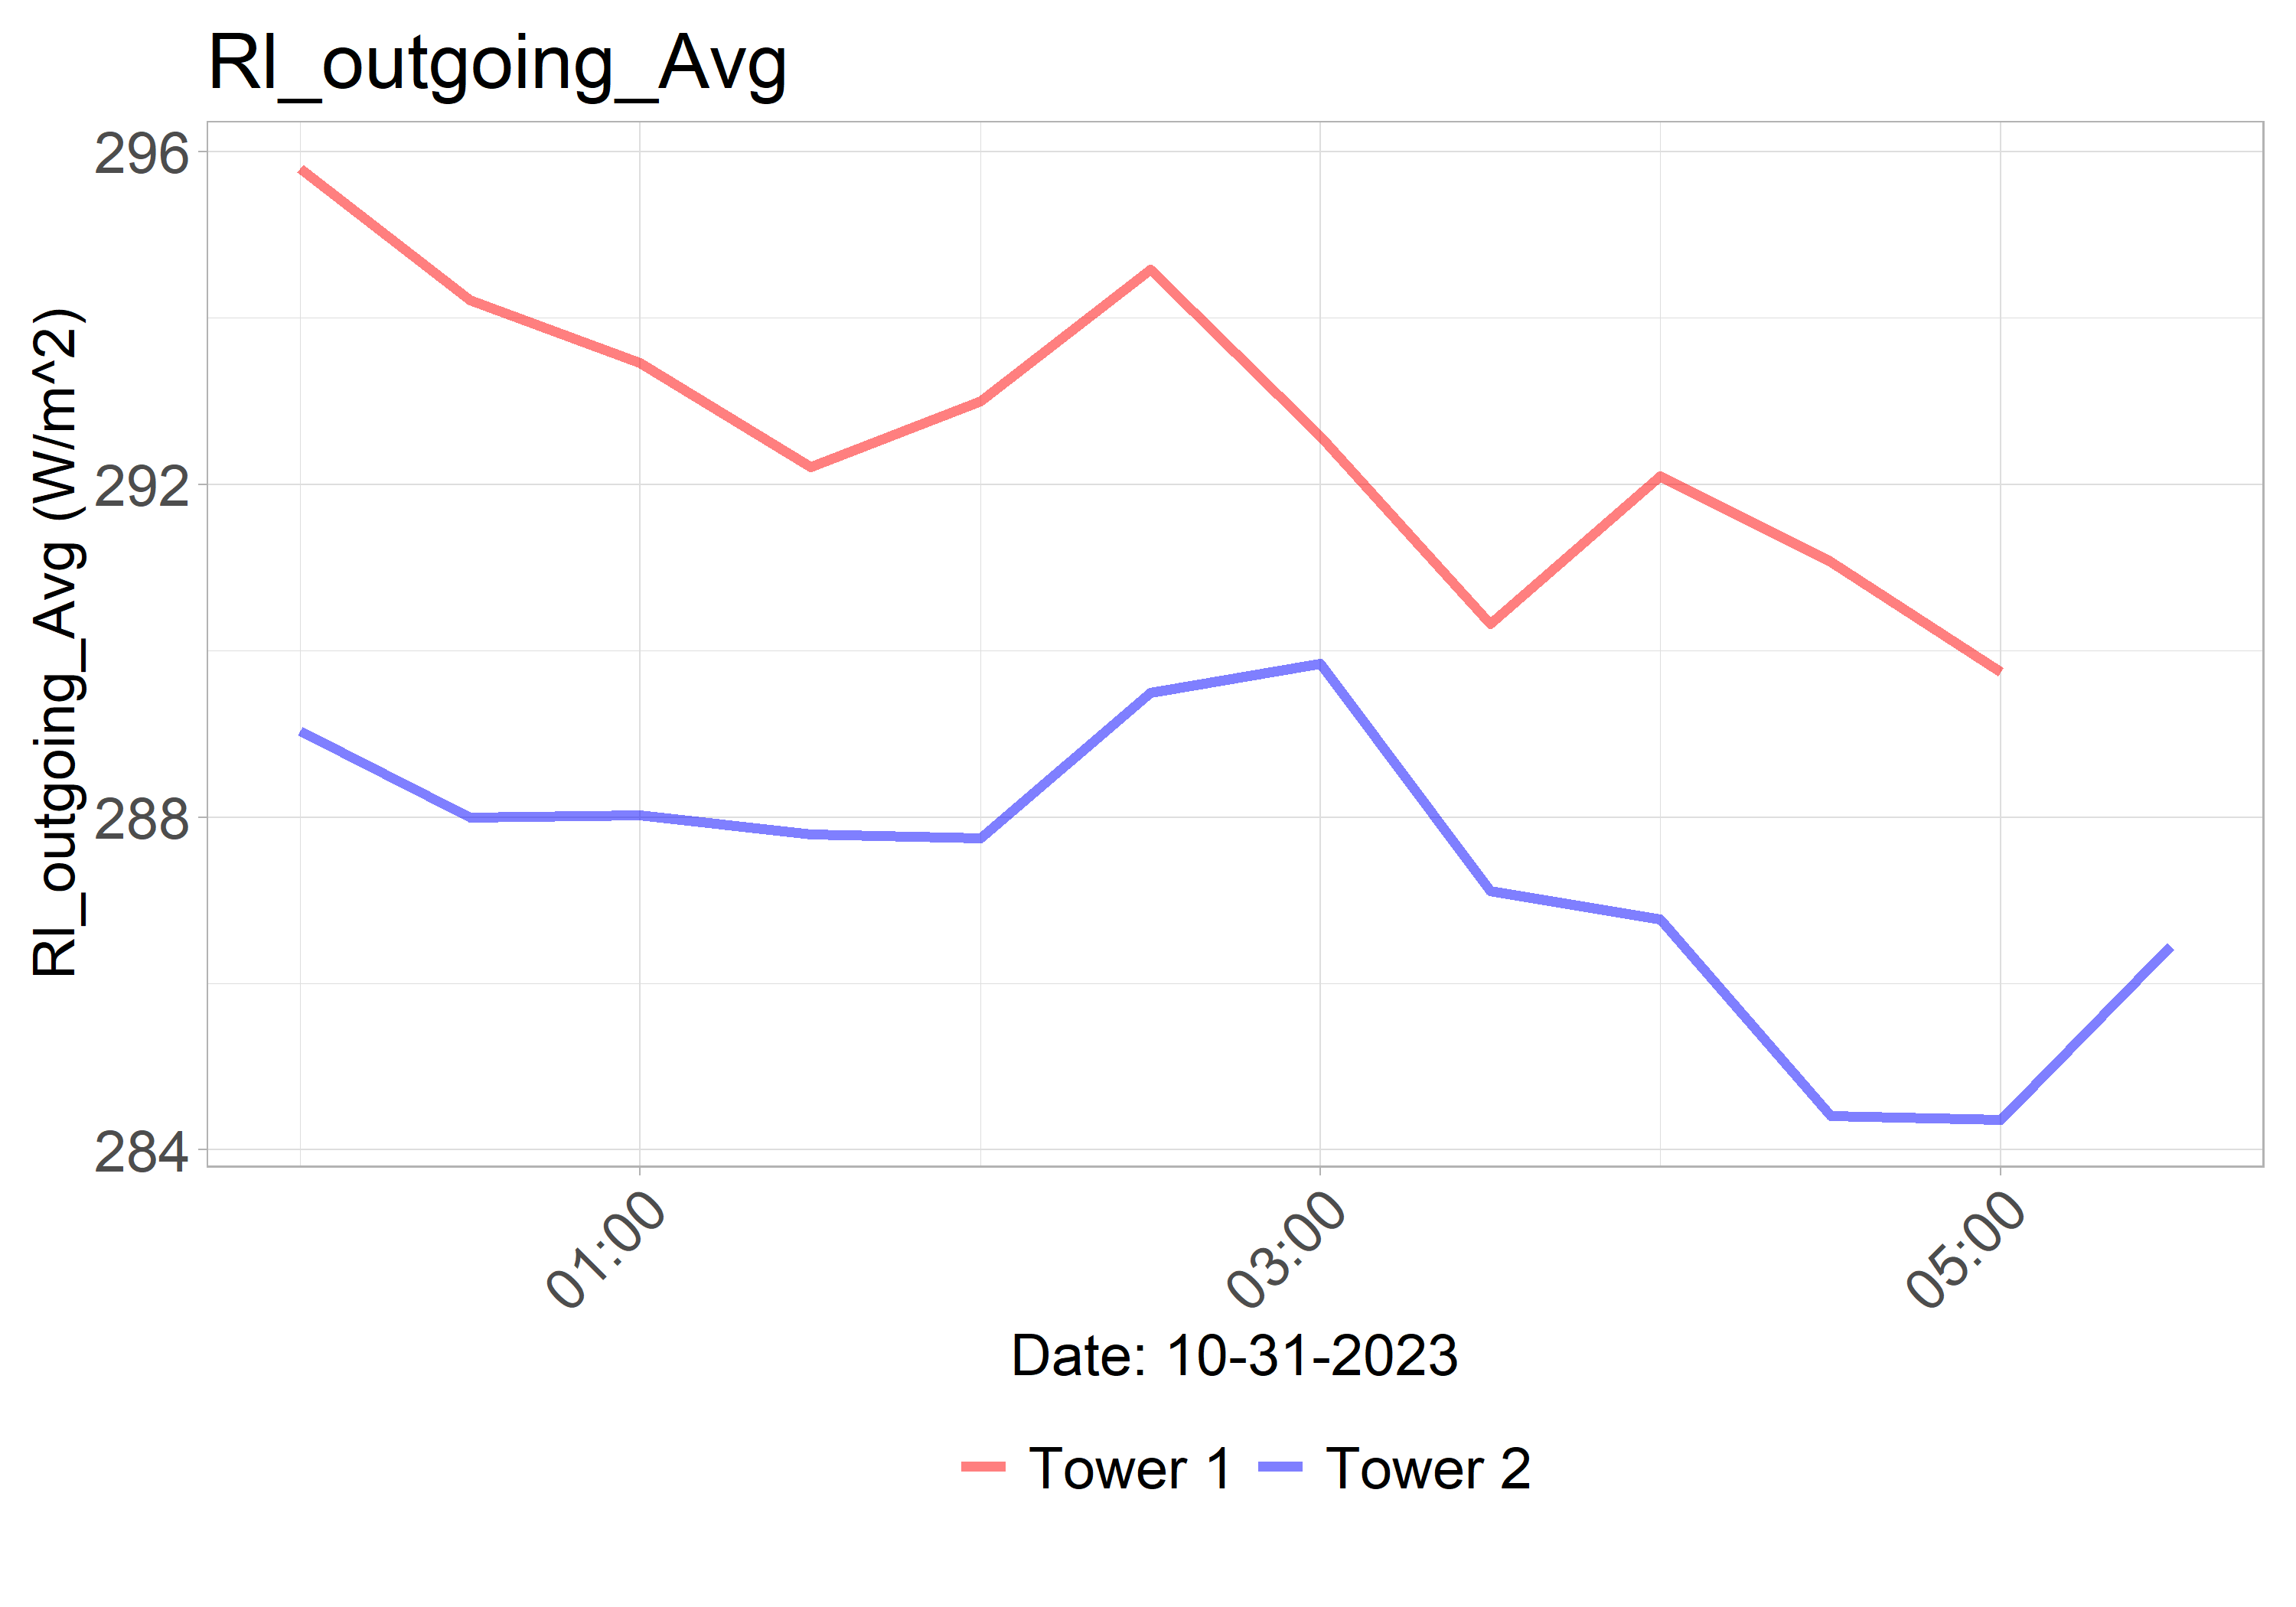 Rl_outgoing_Avg
Rl_outgoing_Avg (W/m^2)
296
292
288
284
01:00
03:00
05:00
Date: 10-31-2023
Tower 1
Tower 2